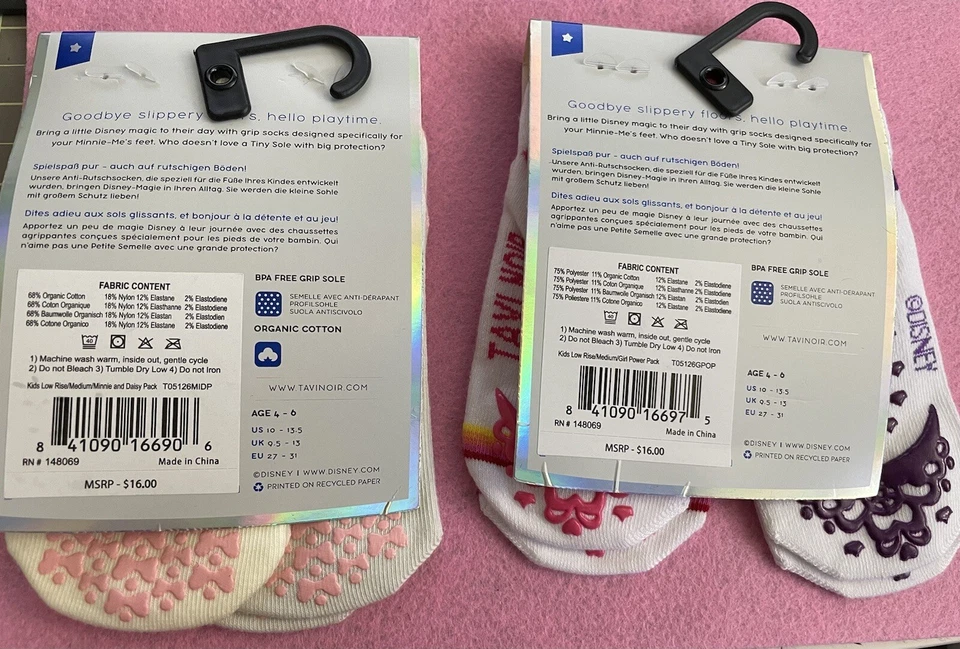 Goodbye slippery hello playtime.
Bring a little Disney magic to their day with grip socks designed specifically for
your Minnie-Me's feet. Who doesn't love a Tiny Sole with big protection?
Spielspaß pur - auch auf rutschigen Böden!
Unsere Anti-Rutschsocken, die speziell für die Füße Ihres Kindes entwickelt
wurden, bringen Disney-Magie in Ihren Alltag. Sie werden die kleine Sohle
mit großem Schutz lieben!
Dites adieu aux sols glissants, et bonjour à la détente et au jeu!
Apportez un peu de magie Disney à leur journée avec des chaussettes
agrippantes conçues spécialement pour les pieds de votre bambin. Qui
n'aime pas une Petite Semelle avec une grande protection?
FABRIC CONTENT
68% Organic Cotton 18% Nylon 12% Elastane 2% Elastodiene
68% Coton Organique 18% Nylon 12% Elasthanne 2% Elastodiene
68% Baumwolle Organisch 18% Nylon 12% Elastan 2% Elastodien
68% Cotone Organico 18% Nylon 12% Elastan 2% Elastodiene
40
1) Machine wash warm, inside out, gentle cycle
2) Do not Bleach 3) Tumble Dry Low 4) Do not Iron
Kids Low Rise/Medium/Minnie and Daisy Pack T05126MIDP
8 41090 16690 6
RN # 148069 Made in China
MSRP - $16.00
BPA FREE GRIP SOLE
SEMELLE AVEC ANTI-DÉRAPANT
PROFILSOHLE
SUOLA ANTISCIVOLO
ORGANIC COTTON
WWW.TAVINOIR.COM
AGE 4 - 6
US 10 - 13.5
UK 9.5 - 13
EU 27 - 31
©DISNEY | WWW.DISNEY.COM
PRINTED ON RECYCLED PAPER
Goodbye slippery floors, hello playtime.
Bring a little Disney magic to their day with grip socks designed specifically for
your Minnie-Me's feet. Who doesn't love a Tiny Sole with big protection?
Spielspaß pur - auch auf rutschigen Böden!
Unsere Anti-Rutschsocken, die speziell für die Füße Ihres Kindes entwickelt
wurden, bringen Disney-Magie in Ihren Alltag. Sie werden die kleine Sohle
mit großem Schutz lieben!
Dites adieu aux sols glissants, et bonjour à la détente et au jeu!
Apportez un peu de magie Disney à leur journée avec des chaussettes
agrippantes conçues spécialement pour les pieds de votre bambin. Qui
n'aime pas une Petite Semelle avec une grande protection?
FABRIC CONTENT
75% Polyester 11% Organic Cotton 12% Elastane 2% Elastodiene
75% Polyester 11% Coton Organique 12% Elasthanne 2% Elastodiene
75% Polyester 11% Baumwolle Organisch 12% Elastan 2% Elastodien
75% Poliestere 11% Cotone Organico 12% Elastan 2% Elastodiene
40
1) Machine wash warm, inside out, gentle cycle
2) Do not Bleach 3) Tumble Dry Low 4) Do not Iron
Kids Low Rise/Medium/Girl Power Pack T05126GPOP
8 41090 16697 5
RN # 148069 Made in China
MSRP - $16.00
BPA FREE GRIP SOLE
SEMELLE AVEC ANTI-DÉRAPANT
PROFILSOHLE
SUOLA ANTISCIVOLO
WWW.TAVINOIR.COM
AGE 4 - 6
US 10 - 13.5
UK 9.5 - 13
EU 27 - 31
©DISNEY | WWW.DISNEY.COM
PRINTED ON RECYCLED PAPER
TAVI NOIR
©DISNEY